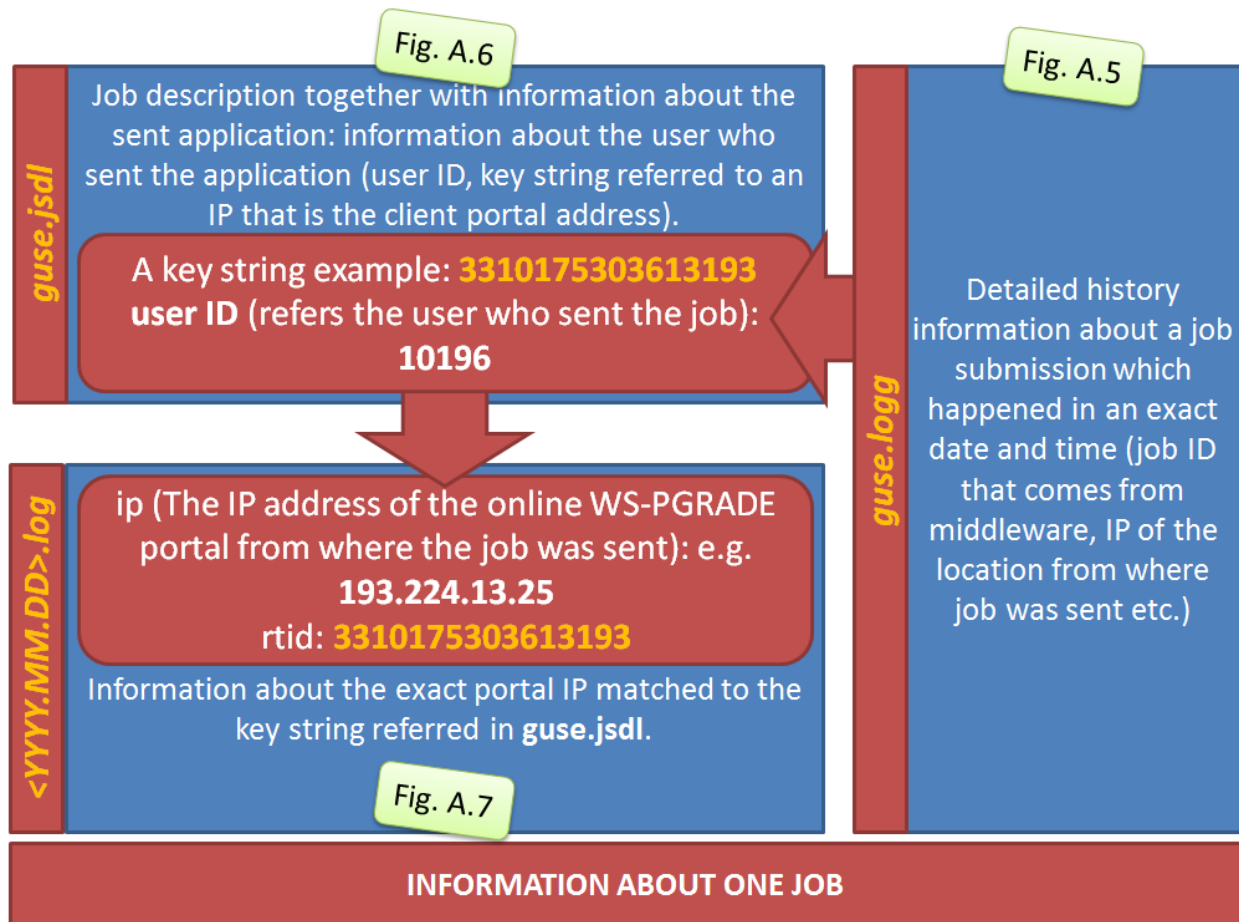 Fig. A.6
guse.jsdl
Job description together with information about the
sent application: information about the user who
sent the application (user ID, key string referred to an
IP that is the client portal address).
A key string example: 3310175303613193
user ID (refers the user who sent the job):
10196
<YYYY.MM.DD>.log
ip (The IP address of the online WS-PGRADE
portal from where the job was sent): e.g.
193.224.13.25
rtid: 3310175303613193
Information about the exact portal IP matched to the
key string referred in guse.jsdl.
Fig. A.7
Fig. A.5
guse.logg
Detailed history
information about a job
submission which
happened in an exact
date and time (job ID
that comes from
middleware, IP of the
location from where
job was sent etc.)
INFORMATION ABOUT ONE JOB